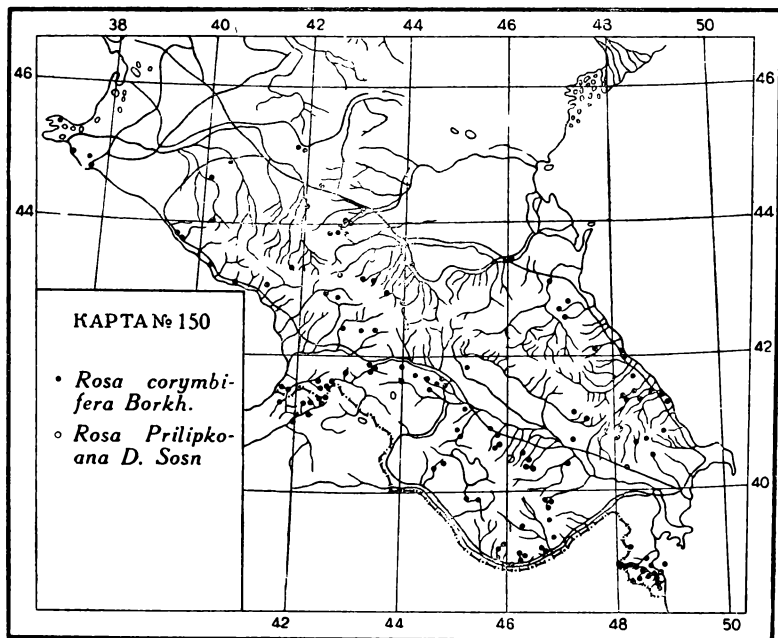 38 40 42 44 46 43 50
46 46
44 44
КАРТА № 150
• Rosa corymbi-
fera Borkh.
○ Rosa Prilipko-
ana D. Sosn
42 42
40 40
42 44 46 48 50